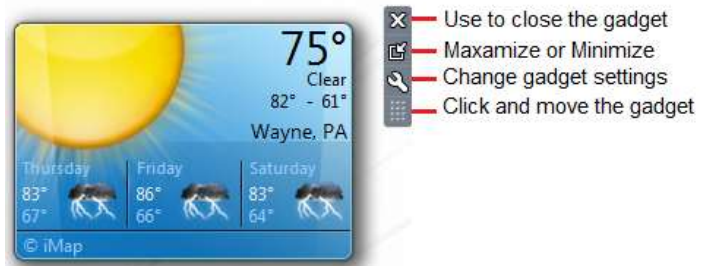 75°
Clear
82° - 61°
Wayne, PA
Thursday
83°
67°
Friday
86°
66°
Saturday
83°
64°
© iMap
Use to close the gadget
Maxamize or Minimize
Change gadget settings
Click and move the gadget